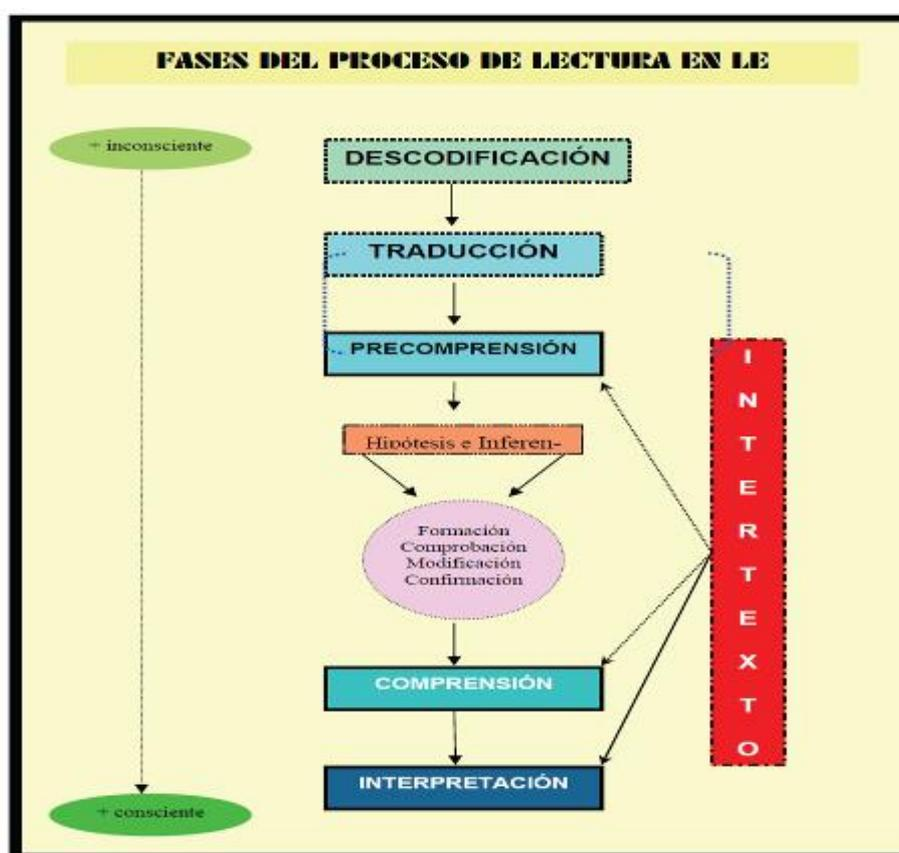 FASES DEL PROCESO DE LECTURA EN LE
+ inconsciente
DESCODIFICACIÓN
TRADUCCIÓN
PRECOMPRENSIÓN
Hipótesis e Inferen-
Formación
Comprobación
Modificación
Confirmación
COMPRENSIÓN
INTERPRETACIÓN
+ consciente
I
N
T
E
R
T
E
X
T
O